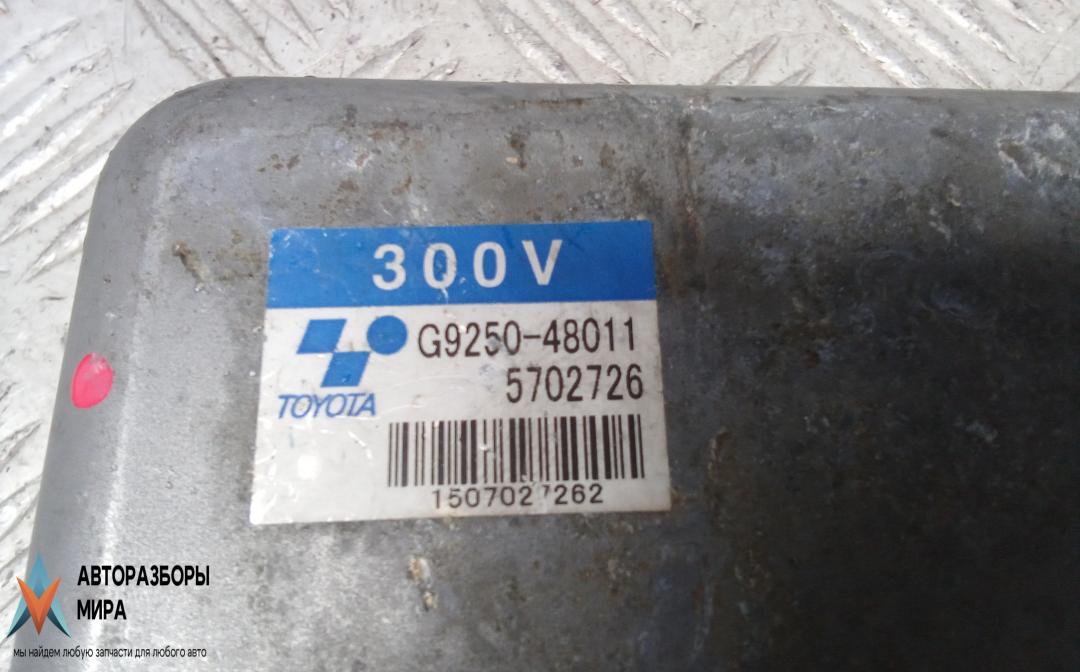 300V
G9250-48011
5702726
TOYOTA
1507027262
АВТОРАЗБОРЫ
МИРА
мы найдем любую запчасти для любого авто